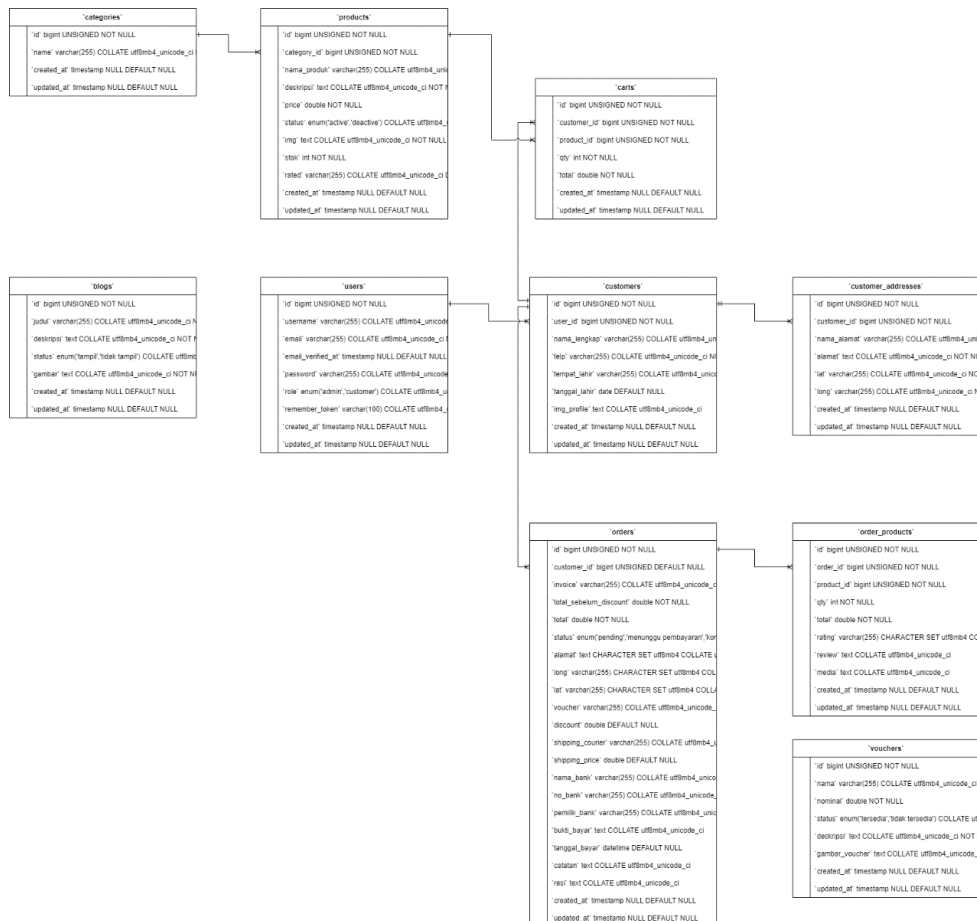 `categories`
`id` bigint UNSIGNED NOT NULL
`name` varchar(255) COLLATE utf8mb4_unicode_ci
`created_at` timestamp NULL DEFAULT NULL
`updated_at` timestamp NULL DEFAULT NULL
`products`
`id` bigint UNSIGNED NOT NULL
`category_id` bigint UNSIGNED NOT NULL
`nama_produk` varchar(255) COLLATE utf8mb4_uni
`deskripsi` text COLLATE utf8mb4_unicode_ci NOT N
`price` double NOT NULL
`status` enum('active','deactive') COLLATE utf8mb4_
`img` text COLLATE utf8mb4_unicode_ci NOT NULL
`stok` int NOT NULL
`rated` varchar(255) COLLATE utf8mb4_unicode_ci D
`created_at` timestamp NULL DEFAULT NULL
`updated_at` timestamp NULL DEFAULT NULL
`carts`
`id` bigint UNSIGNED NOT NULL
`customer_id` bigint UNSIGNED NOT NULL
`product_id` bigint UNSIGNED NOT NULL
`qty` int NOT NULL
`total` double NOT NULL
`created_at` timestamp NULL DEFAULT NULL
`updated_at` timestamp NULL DEFAULT NULL
`blogs`
`id` bigint UNSIGNED NOT NULL
`judul` varchar(255) COLLATE utf8mb4_unicode_ci N
`deskripsi` text COLLATE utf8mb4_unicode_ci NOT N
`status` enum('tampil','tidak tampil') COLLATE utf8mb
`gambar` text COLLATE utf8mb4_unicode_ci NOT N
`created_at` timestamp NULL DEFAULT NULL
`updated_at` timestamp NULL DEFAULT NULL
`users`
`id` bigint UNSIGNED NOT NULL
`username` varchar(255) COLLATE utf8mb4_unicode
`email` varchar(255) COLLATE utf8mb4_unicode_ci
`email_verified_at` timestamp NULL DEFAULT NULL
`password` varchar(255) COLLATE utf8mb4_unicode
`role` enum('admin','customer') COLLATE utf8mb4_u
`remember_token` varchar(100) COLLATE utf8mb4_
`created_at` timestamp NULL DEFAULT NULL
`updated_at` timestamp NULL DEFAULT NULL
`customers`
`id` bigint UNSIGNED NOT NULL
`user_id` bigint UNSIGNED NOT NULL
`nama_lengkap` varchar(255) COLLATE utf8mb4_un
`telp` varchar(255) COLLATE utf8mb4_unicode_ci NO
`tempat_lahir` varchar(255) COLLATE utf8mb4_unico
`tanggal_lahir` date DEFAULT NULL
`img_profile` text COLLATE utf8mb4_unicode_ci
`created_at` timestamp NULL DEFAULT NULL
`updated_at` timestamp NULL DEFAULT NULL
`customer_addresses`
`id` bigint UNSIGNED NOT NULL
`customer_id` bigint UNSIGNED NOT NULL
`nama_alamat` varchar(255) COLLATE utf8mb4_uni
`alamat` text COLLATE utf8mb4_unicode_ci NOT N
`lat` varchar(255) COLLATE utf8mb4_unicode_ci NO
`long` varchar(255) COLLATE utf8mb4_unicode_ci N
`created_at` timestamp NULL DEFAULT NULL
`updated_at` timestamp NULL DEFAULT NULL
`orders`
`id` bigint UNSIGNED NOT NULL
`customer_id` bigint UNSIGNED DEFAULT NULL
`invoice` varchar(255) COLLATE utf8mb4_unicode_c
`total_sebelum_discount` double NOT NULL
`total` double NOT NULL
`status` enum('pending','menunggu pembayaran','kon
`alamat` text CHARACTER SET utf8mb4 COLLATE u
`long` varchar(255) CHARACTER SET utf8mb4 COL
`lat` varchar(255) CHARACTER SET utf8mb4 COLLA
`voucher` varchar(255) COLLATE utf8mb4_unicode_
`discount` double DEFAULT NULL
`shipping_courier` varchar(255) COLLATE utf8mb4_u
`shipping_price` double DEFAULT NULL
`nama_bank` varchar(255) COLLATE utf8mb4_unico
`no_bank` varchar(255) COLLATE utf8mb4_unicode_
`pemilik_bank` varchar(255) COLLATE utf8mb4_unic
`bukti_bayar` text COLLATE utf8mb4_unicode_ci
`tanggal_bayar` datetime DEFAULT NULL
`catatan` text COLLATE utf8mb4_unicode_ci
`resi` text COLLATE utf8mb4_unicode_ci
`created_at` timestamp NULL DEFAULT NULL
`updated_at` timestamp NULL DEFAULT NULL
`order_products`
`id` bigint UNSIGNED NOT NULL
`order_id` bigint UNSIGNED NOT NULL
`product_id` bigint UNSIGNED NOT NULL
`qty` int NOT NULL
`total` double NOT NULL
`rating` varchar(255) CHARACTER SET utf8mb4 CO
`review` text COLLATE utf8mb4_unicode_ci
`media` text COLLATE utf8mb4_unicode_ci
`created_at` timestamp NULL DEFAULT NULL
`updated_at` timestamp NULL DEFAULT NULL
`vouchers`
`id` bigint UNSIGNED NOT NULL
`nama` varchar(255) COLLATE utf8mb4_unicode_ci
`nominal` double NOT NULL
`status` enum('tersedia','tidak tersedia') COLLATE ut
`deskripsi` text COLLATE utf8mb4_unicode_ci NOT
`gambar_voucher` text COLLATE utf8mb4_unicode_
`created_at` timestamp NULL DEFAULT NULL
`updated_at` timestamp NULL DEFAULT NULL